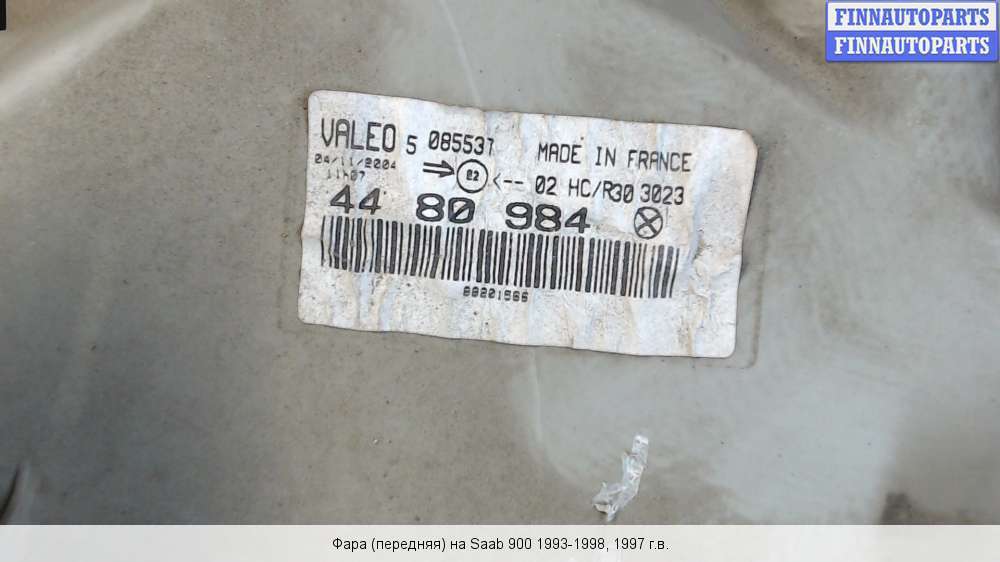 FINNAUTOPARTS
FINNAUTOPARTS
VALEO 5 085537 MADE IN FRANCE
04/11/2004
11:07
E2 <-- 02 HC/R30 3023
44 80 984
Фара (передняя) на Saab 900 1993-1998, 1997 г.в.